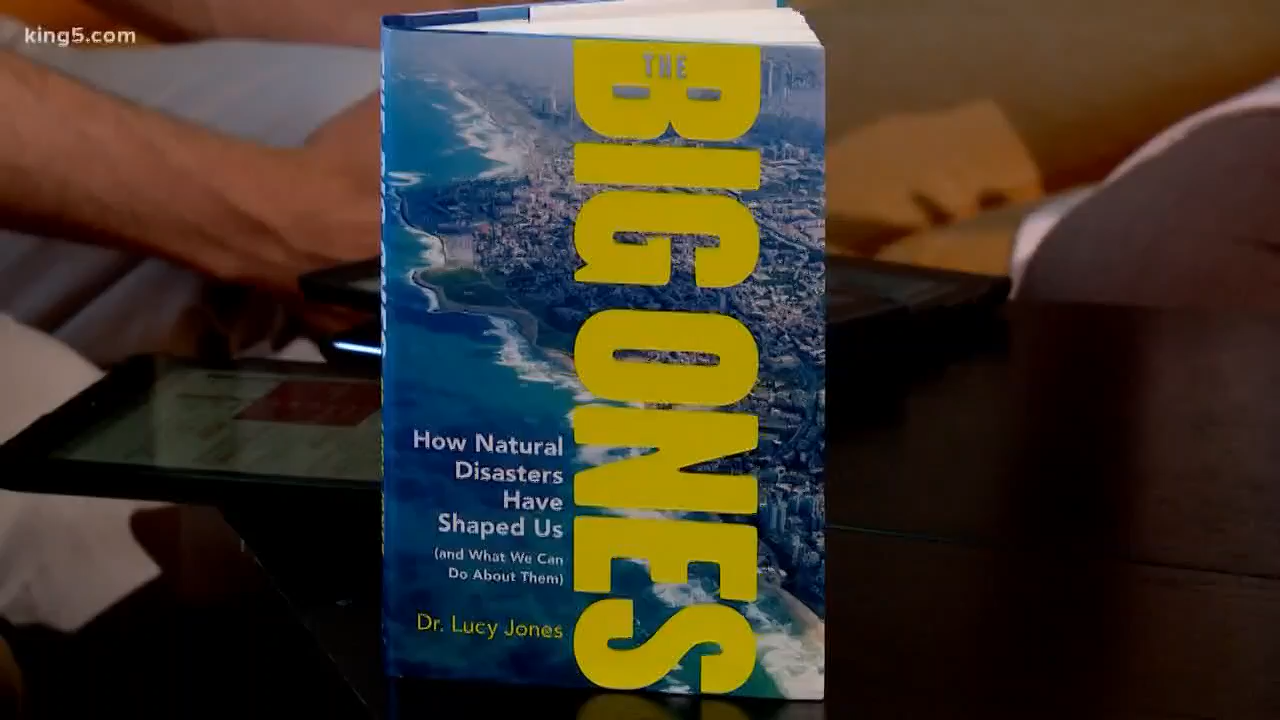 king5.com
THE
BIG ONES
How Natural
Disasters
Have
Shaped Us
(and What We Can
Do About Them)
Dr. Lucy Jones